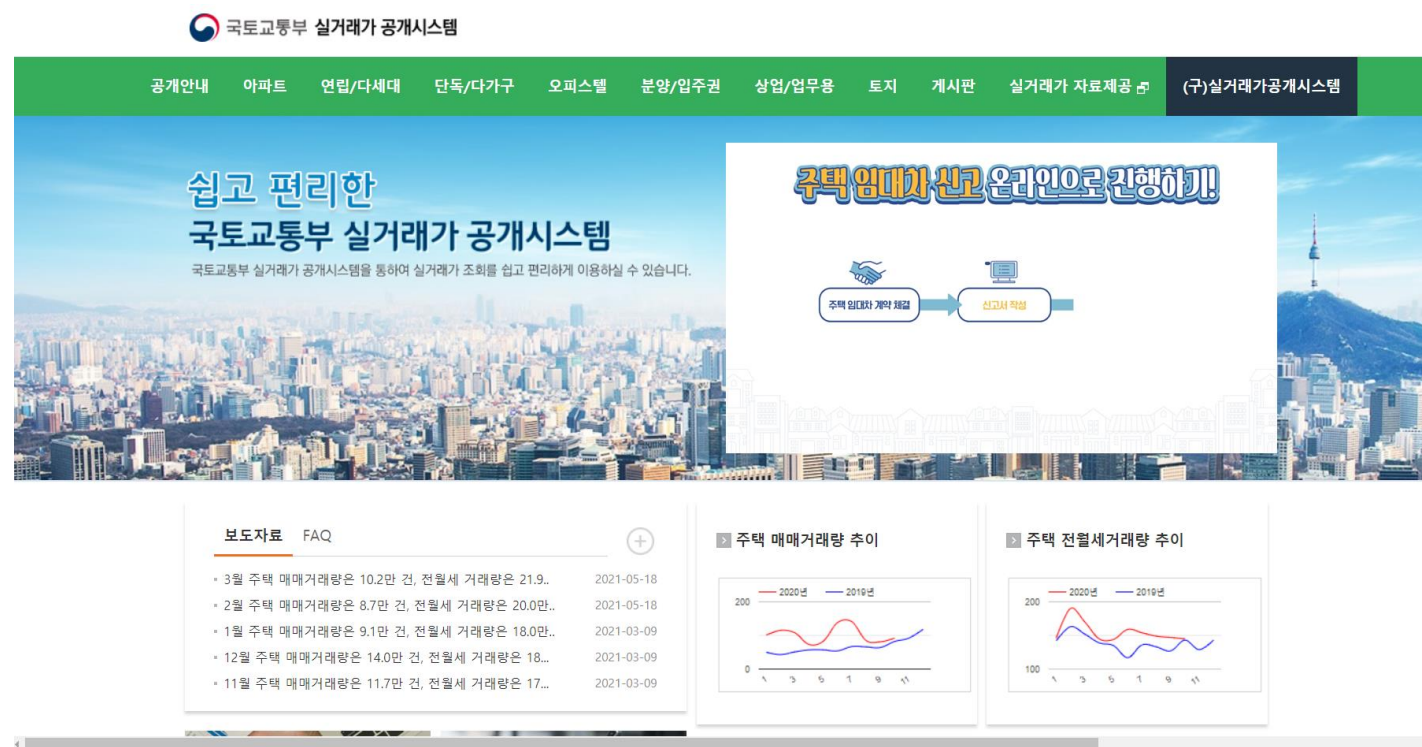 국토교통부 실거래가 공개시스템
공개안내 아파트 연립/다세대 단독/다가구 오피스텔 분양/입주권 상업/업무용 토지 게시판 실거래가 자료제공 (구)실거래가공개시스템
쉽고 편리한
국토교통부 실거래가 공개시스템
국토교통부 실거래가 공개시스템을 통하여 실거래가 조회를 쉽고 편리하게 이용하실 수 있습니다.
주택 임대차 신고 온라인으로 진행하기!
주택 임대차 계약 체결 신고서 작성
보도자료 FAQ
3월 주택 매매거래량은 10.2만 건, 전월세 거래량은 21.9.. 2021-05-18
2월 주택 매매거래량은 8.7만 건, 전월세 거래량은 20.0만.. 2021-05-18
1월 주택 매매거래량은 9.1만 건, 전월세 거래량은 18.0만.. 2021-03-09
12월 주택 매매거래량은 14.0만 건, 전월세 거래량은 18... 2021-03-09
11월 주택 매매거래량은 11.7만 건, 전월세 거래량은 17... 2021-03-09
주택 매매거래량 추이
2020년 2019년
200
0
1 3 5 7 9 11
주택 전월세거래량 추이
2020년 2019년
200
100
1 3 5 7 9 11